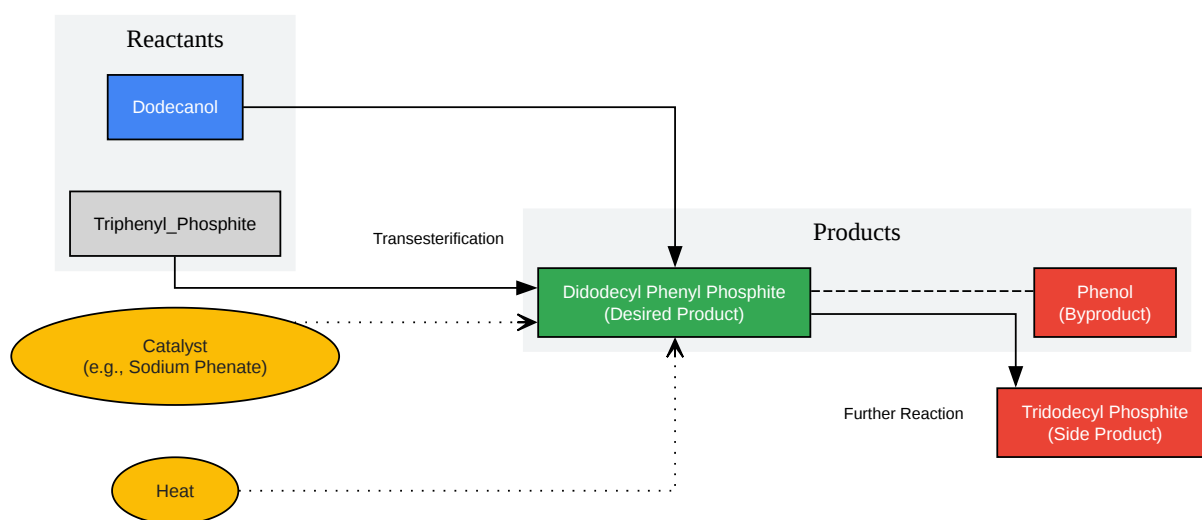 Reactants
Dodecanol
Triphenyl_Phosphite
Transesterification
Products
Didodecyl Phenyl Phosphite
(Desired Product)
Phenol
(Byproduct)
Catalyst
(e.g., Sodium Phenate)
Further Reaction
Tridodecyl Phosphite
(Side Product)
Heat